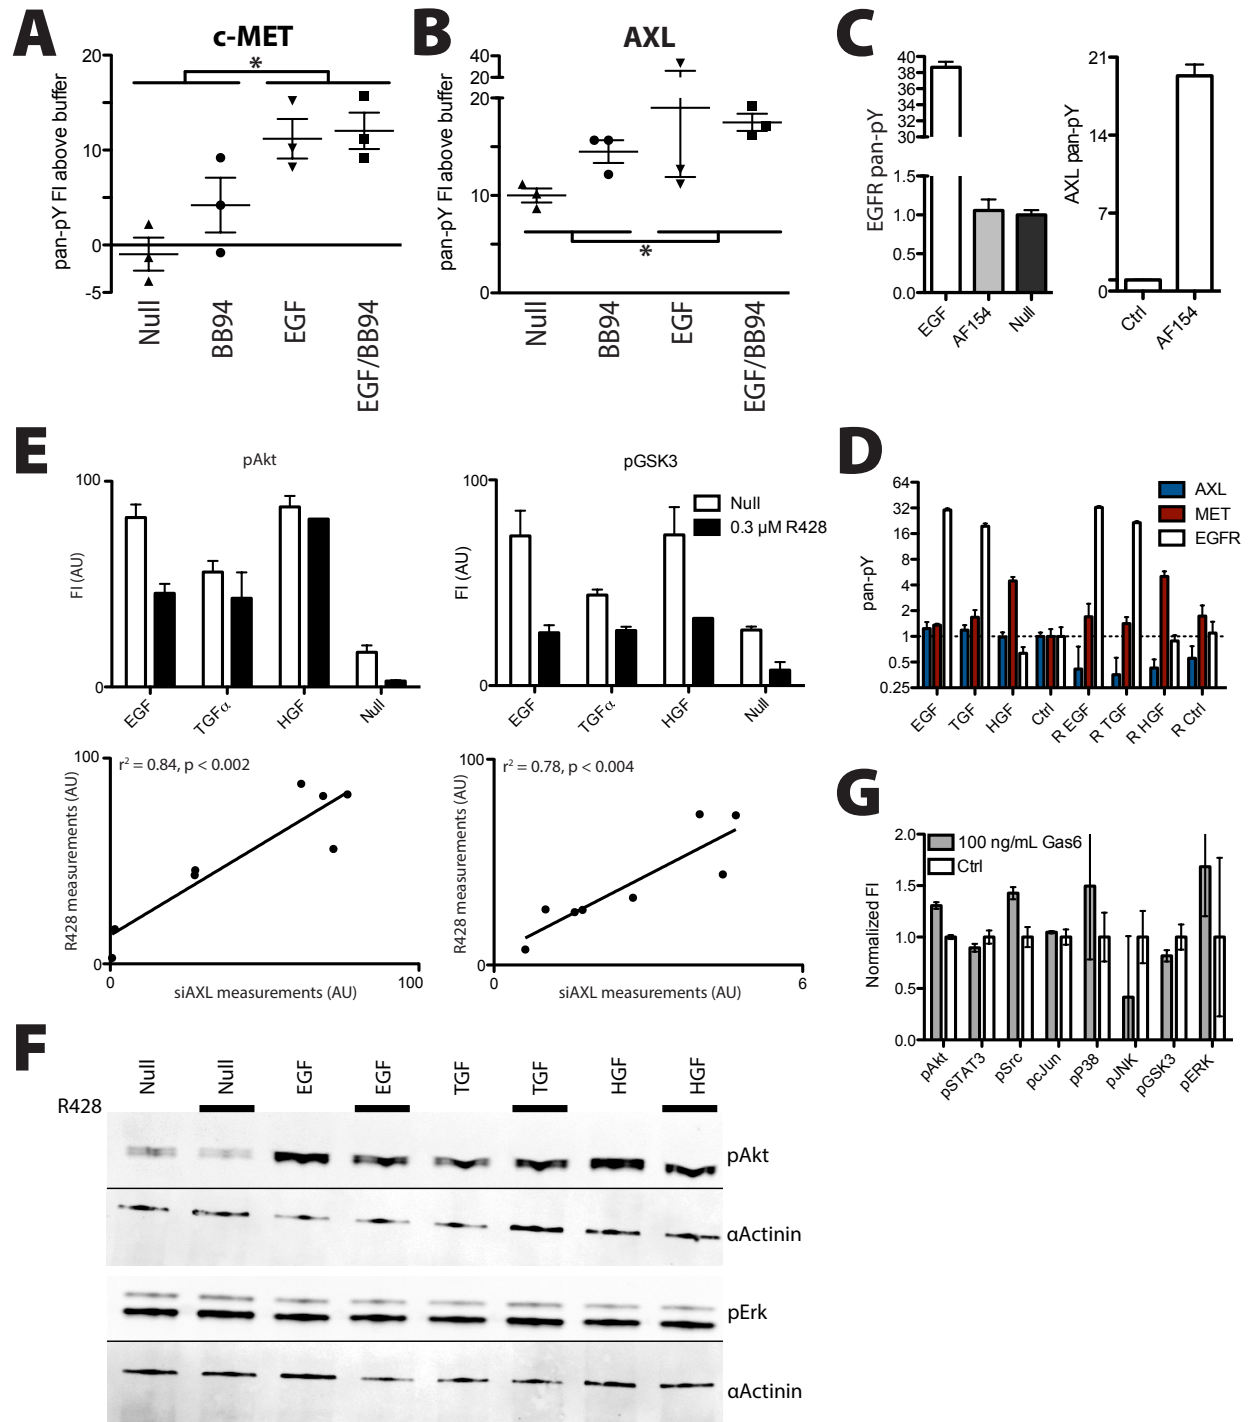 A
c-MET
pan-pY FI above buffer
20
10
0
-5
*
Null
BB94
EGF
EGF/BB94
B
AXL
pan-pY FI above buffer
40
20
20
10
0
*
Null
BB94
EGF
EGF/BB94
C
EGFR pan-pY
40
38
36
34
32
30
1.5
1.0
0.5
0.0
EGF
AF154
Null
AXL pan-pY
21
14
7
0
Ctrl
AF154
E
pAkt
FI (AU)
100
0
EGF
TGFα
HGF
Null
pGSK3
FI (AU)
100
0
Null
0.3 μM R428
EGF
TGFα
HGF
Null
D
pan-pY
64
32
16
8
4
2
1
0.5
0.25
AXL
MET
EGFR
EGF
TGF
HGF
Ctrl
R EGF
R TGF
R HGF
R Ctrl
R428 measurements (AU)
100
0
r² = 0.84, p < 0.002
0
100
siAXL measurements (AU)
R428 measurements (AU)
100
0
r² = 0.78, p < 0.004
0
6
siAXL measurements (AU)
G
Normalized FI
2.0
1.5
1.0
0.5
0.0
100 ng/mL Gas6
Ctrl
pAkt
pSTAT3
pSrc
pcJun
pP38
pJNK
pGSK3
pERK
F
Null
Null
EGF
EGF
TGF
TGF
HGF
HGF
R428
pAkt
αActinin
pErk
αActinin